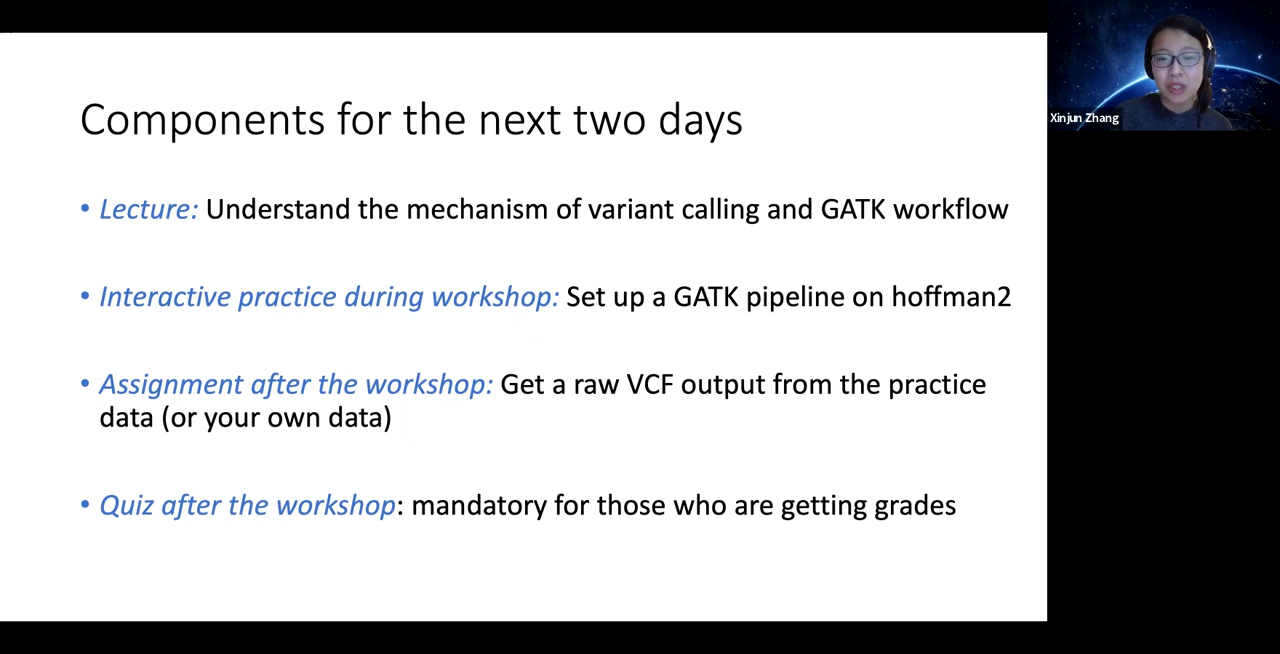 Components for the next two days
• Lecture: Understand the mechanism of variant calling and GATK workflow
• Interactive practice during workshop: Set up a GATK pipeline on hoffman2
• Assignment after the workshop: Get a raw VCF output from the practice
data (or your own data)
• Quiz after the workshop: mandatory for those who are getting grades
Xinjun Zhang